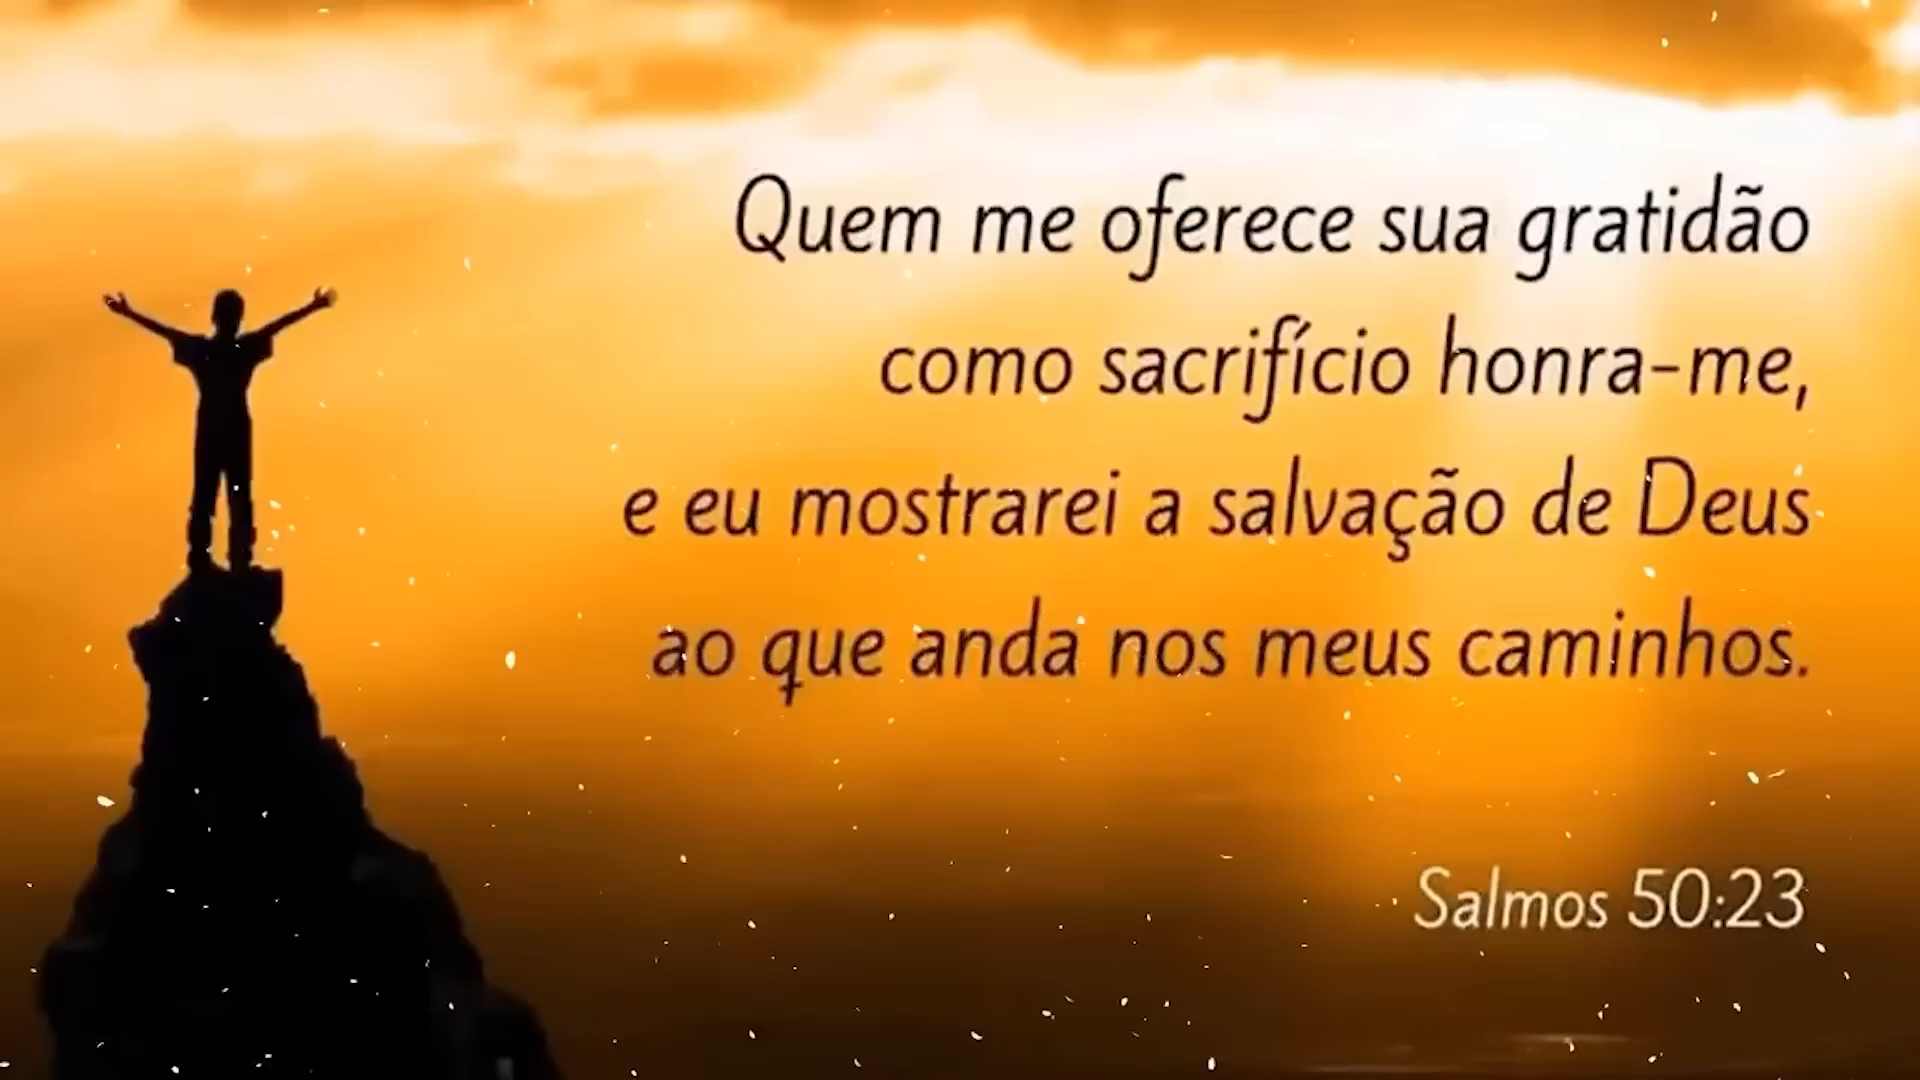 Quem me oferece sua gratidão
como sacrifício honra-me,
e eu mostrarei a salvação de Deus
ao que anda nos meus caminhos.
Salmos 50:23